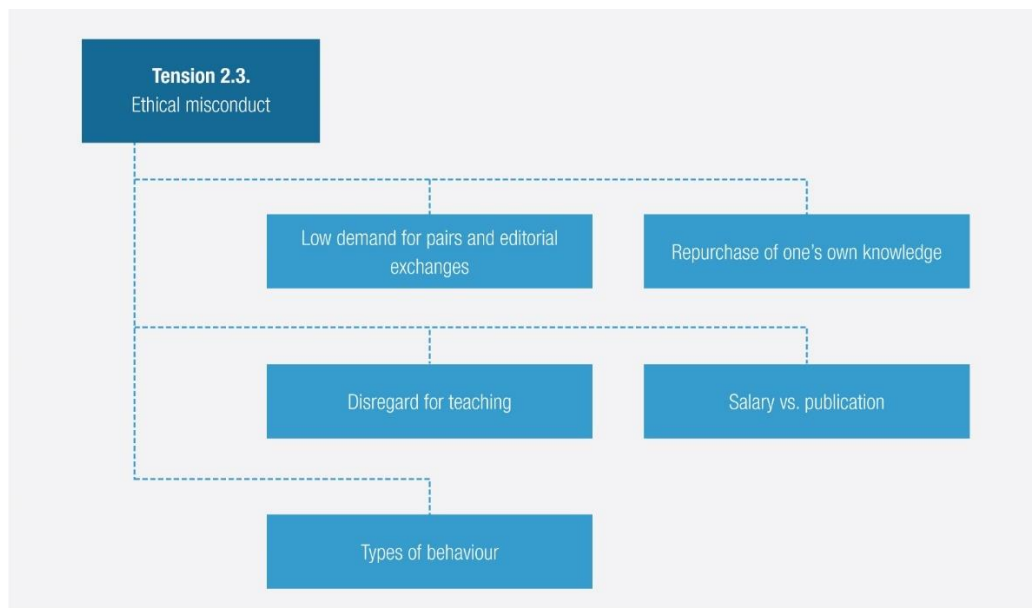 Tension 2.3.
Ethical misconduct
Low demand for pairs and editorial
exchanges
Repurchase of one's own knowledge
Disregard for teaching
Salary vs. publication
Types of behaviour